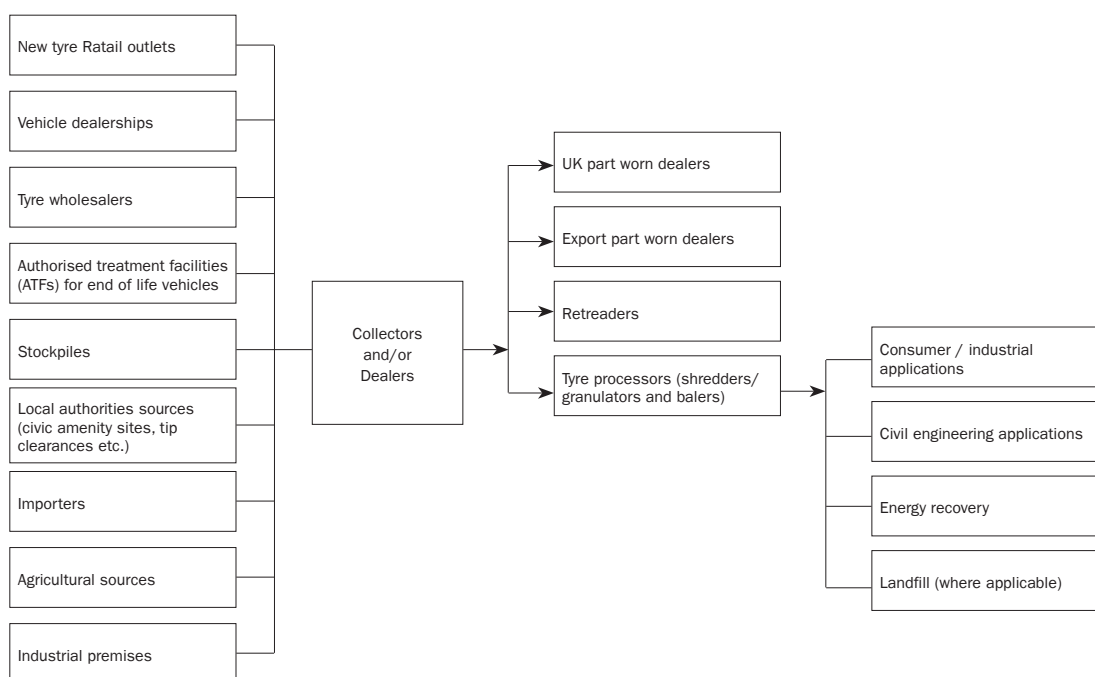 New tyre Ratail outlets
Vehicle dealerships
Tyre wholesalers
Authorised treatment facilities
(ATFs) for end of life vehicles
Stockpiles
Local authorities sources
(civic amenity sites, tip
clearances etc.)
Importers
Agricultural sources
Industrial premises
Collectors
and/or
Dealers
UK part worn dealers
Export part worn dealers
Retreaders
Tyre processors (shredders/
granulators and balers)
Consumer / industrial
applications
Civil engineering applications
Energy recovery
Landfill (where applicable)